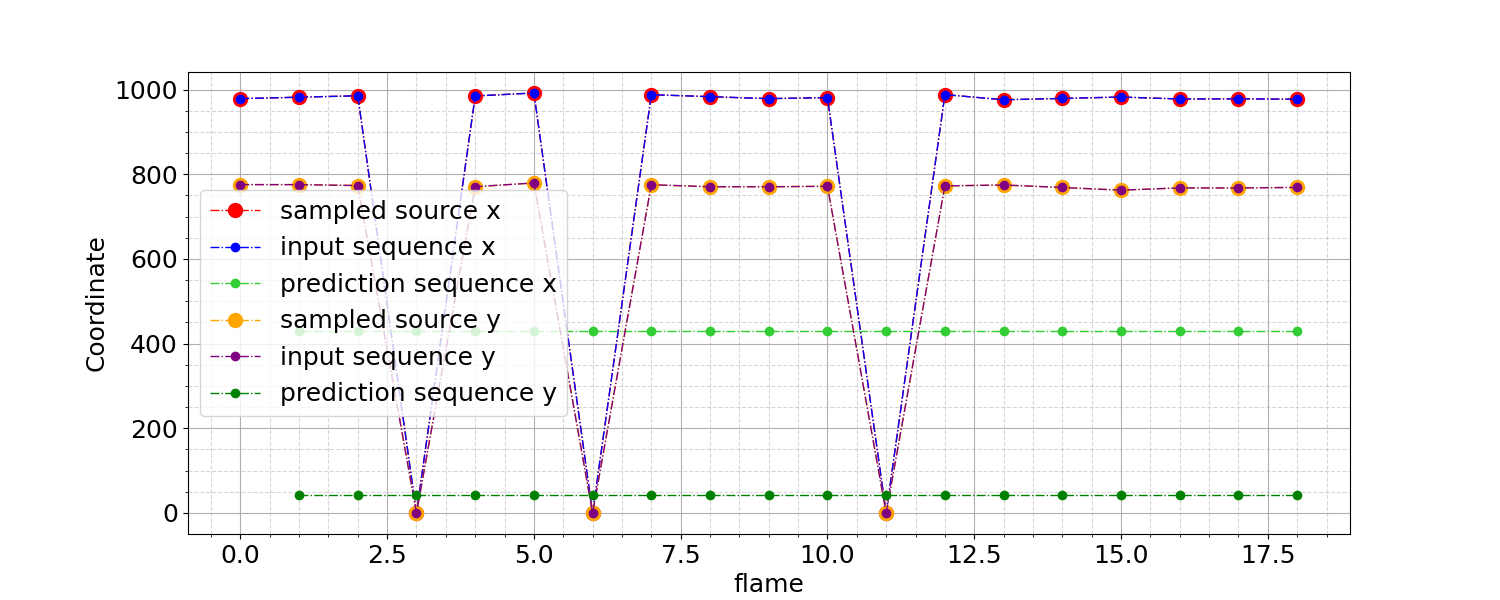 1000
800
600
400
200
0
Coordinate
sampled source x
input sequence x
prediction sequence x
sampled source y
input sequence y
prediction sequence y
0.0 2.5 5.0 7.5 10.0 12.5 15.0 17.5
flame